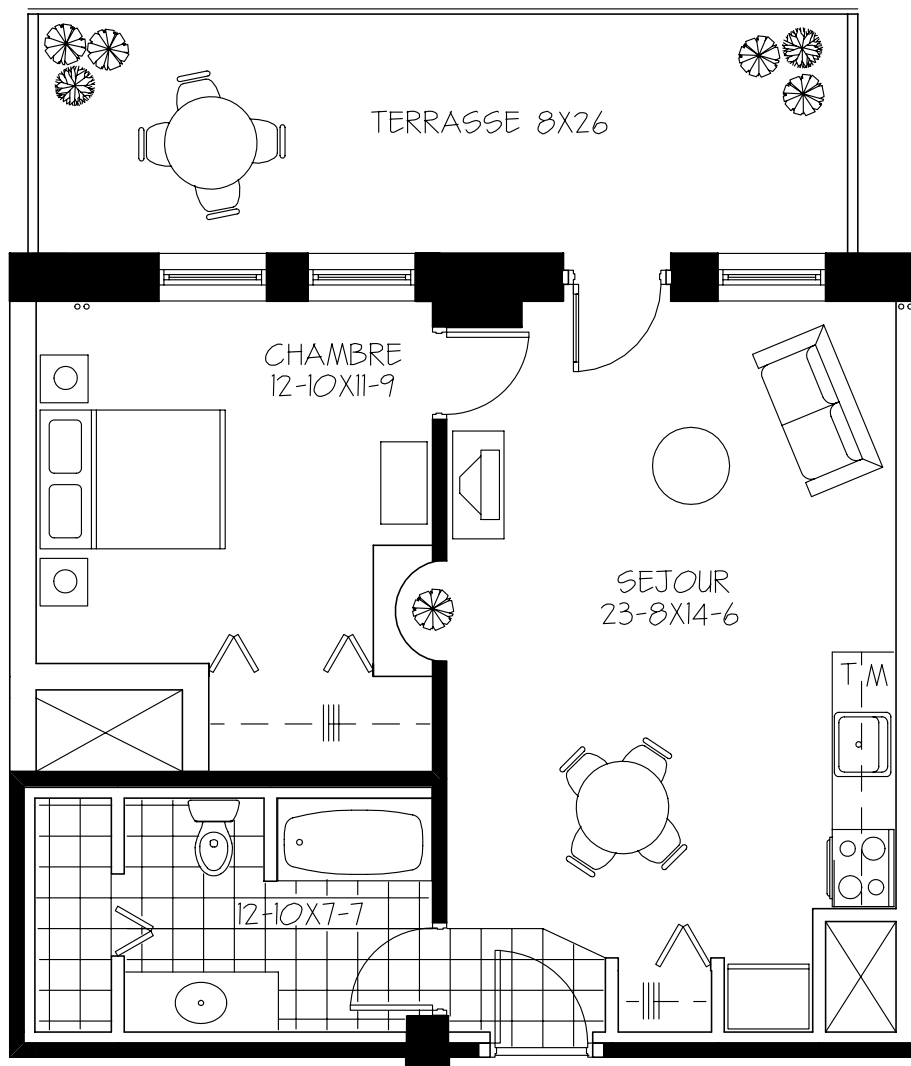 TERRASSE 8X26
CHAMBRE
12-10X11-9
SEJOUR
23-8X14-6
T M
12-10X7-7